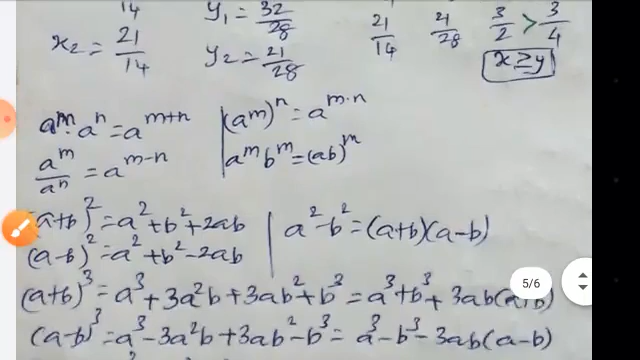 14
y₁ = 32/28
x₂ = 21/14
y₂ = 21/28
21/14 21/28 3/2 > 3/4
x ≥ y
aᵐ · aⁿ = aᵐ⁺ⁿ
(aᵐ)ⁿ = aᵐ·ⁿ
aᵐ/aⁿ = aᵐ⁻ⁿ
aᵐbᵐ = (ab)ᵐ
(a+b)² = a² + b² + 2ab
a² - b² = (a+b)(a-b)
(a-b)² = a² + b² - 2ab
(a+b)³ = a³ + 3a²b + 3ab² + b³ = a³ + b³ + 3ab(a+b)
(a-b)³ = a³ - 3a²b + 3ab² - b³ = a³ - b³ - 3ab(a-b)
5/6